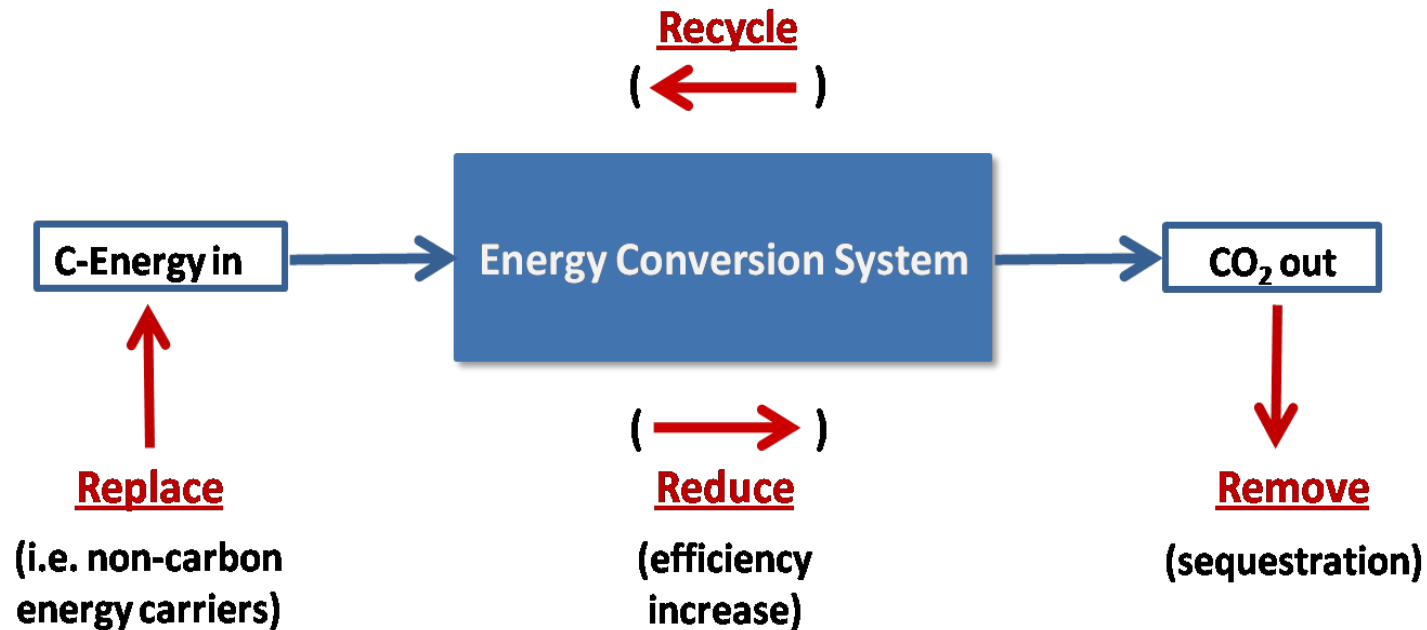 Recycle
( )
C-Energy in
Energy Conversion System
CO₂ out
( )
Replace
(i.e. non-carbon
energy carriers)
Reduce
(efficiency
increase)
Remove
(sequestration)